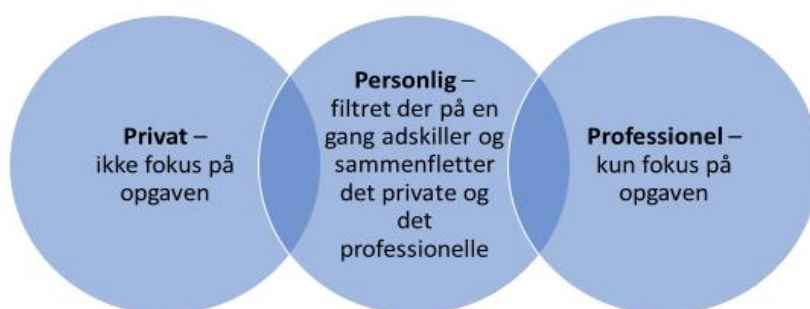 Privat –
ikke fokus på
opgaven
Personlig –
filtret der på en
gang adskiller og
sammenfletter
det private og
det
professionelle
Professionel –
kun fokus på
opgaven